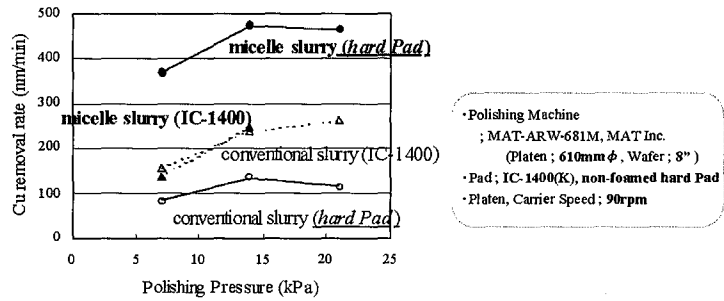 Cu removal rate (nm/min)
500
400
300
200
100
0
micelle slurry (hard Pad)
micelle slurry (IC-1400)
conventional slurry (IC-1400)
conventional slurry (hard Pad)
0 5 10 15 20 25
Polishing Pressure (kPa)
・Polishing Machine
; MAT-ARW-681M, MAT Inc.
(Platen ; 610mm ϕ , Wafer ; 8”)
・Pad ; IC-1400(K), non-foamed hard Pad
・Platen, Carrier Speed ; 90rpm